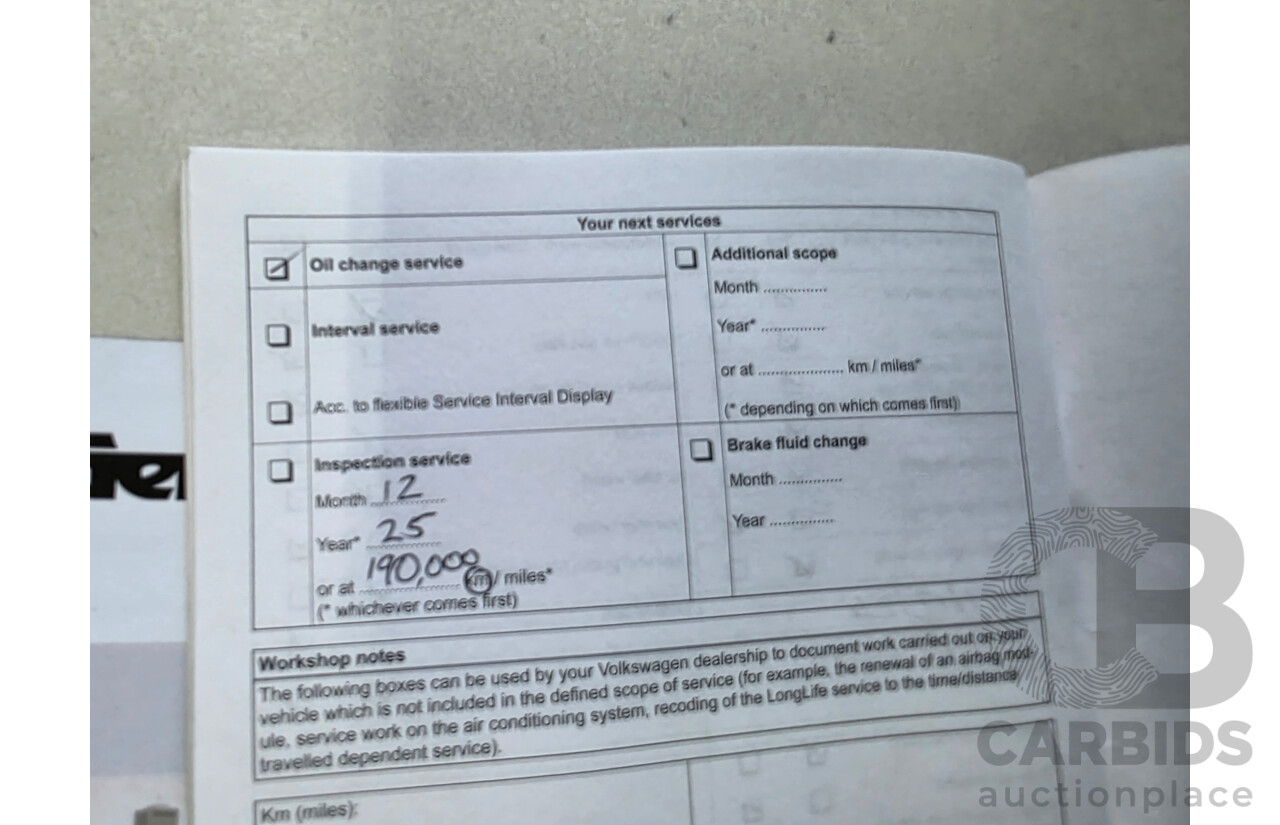 Your next services
Oil change service
Interval service
Acc. to flexible Service Interval Display
Inspection service
Month 12
Year* 25
or at 190,000 km / miles*
(* whichever comes first)
Additional scope
Month ..............
Year* ..............
or at .................... km / miles*
(* depending on which comes first))
Brake fluid change
Month ..............
Year ..............
Workshop notes
The following boxes can be used by your Volkswagen dealership to document work carried out on your
vehicle which is not included in the defined scope of service (for example, the renewal of an airbag mod-
ule, service work on the air conditioning system, recoding of the LongLife service to the time/distance
travelled dependent service).
Km (miles):
CB
CARBIDS
auctionplace